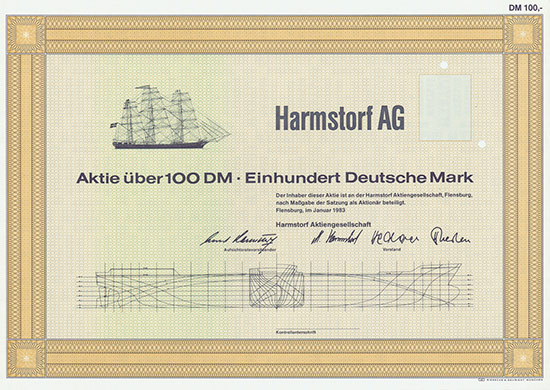 DM 100,-
Harmstorf AG
Aktie über 100 DM · Einhundert Deutsche Mark
Der Inhaber dieser Aktie ist an der Harmstorf Aktiengesellschaft, Flensburg,
nach Maßgabe der Satzung als Aktionär beteiligt.
Flensburg, im Januar 1983
Harmstorf Aktiengesellschaft
Aufsichtsratsvorsitzender
Vorstand
Kontrollunterschrift